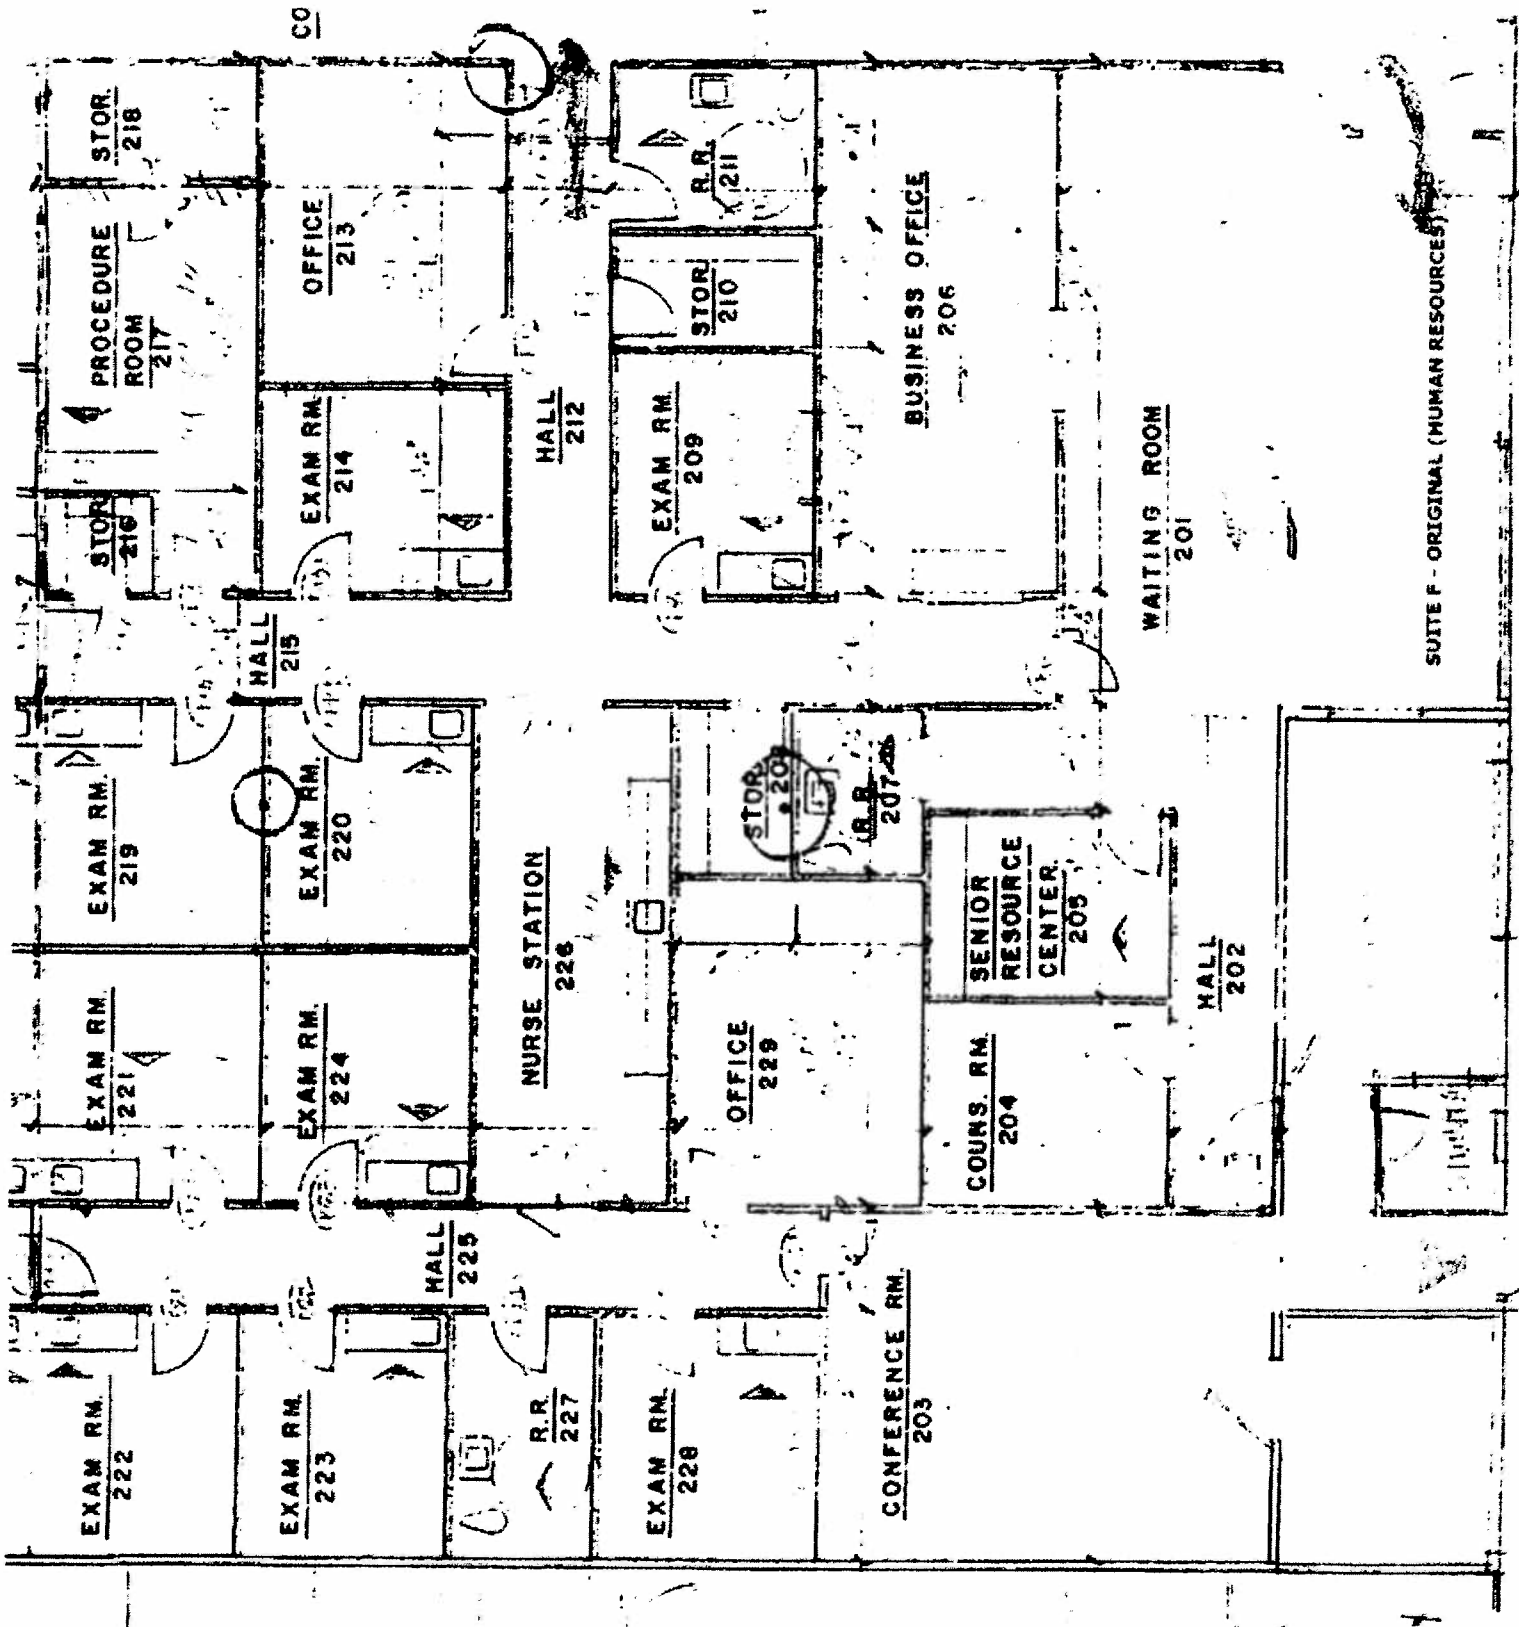 CO
STOR.
218
PROCEDURE
ROOM
217
STOR.
216
OFFICE
213
EXAM RM.
214
HALL
215
HALL
212
R.R.
211
STOR.
210
EXAM RM.
209
BUSINESS OFFICE
206
WAITING ROOM
201
SUITE F - ORIGINAL (HUMAN RESOURCES)
EXAM RM.
219
EXAM RM.
220
EXAM RM.
221
EXAM RM.
224
NURSE STATION
226
STOR.
R.R.
207
OFFICE
229
SENIOR
RESOURCE
CENTER
205
COUNS. RM.
204
HALL
202
HALL
225
EXAM RM.
222
EXAM RM.
223
R.R.
227
EXAM RM.
228
CONFERENCE RM.
203